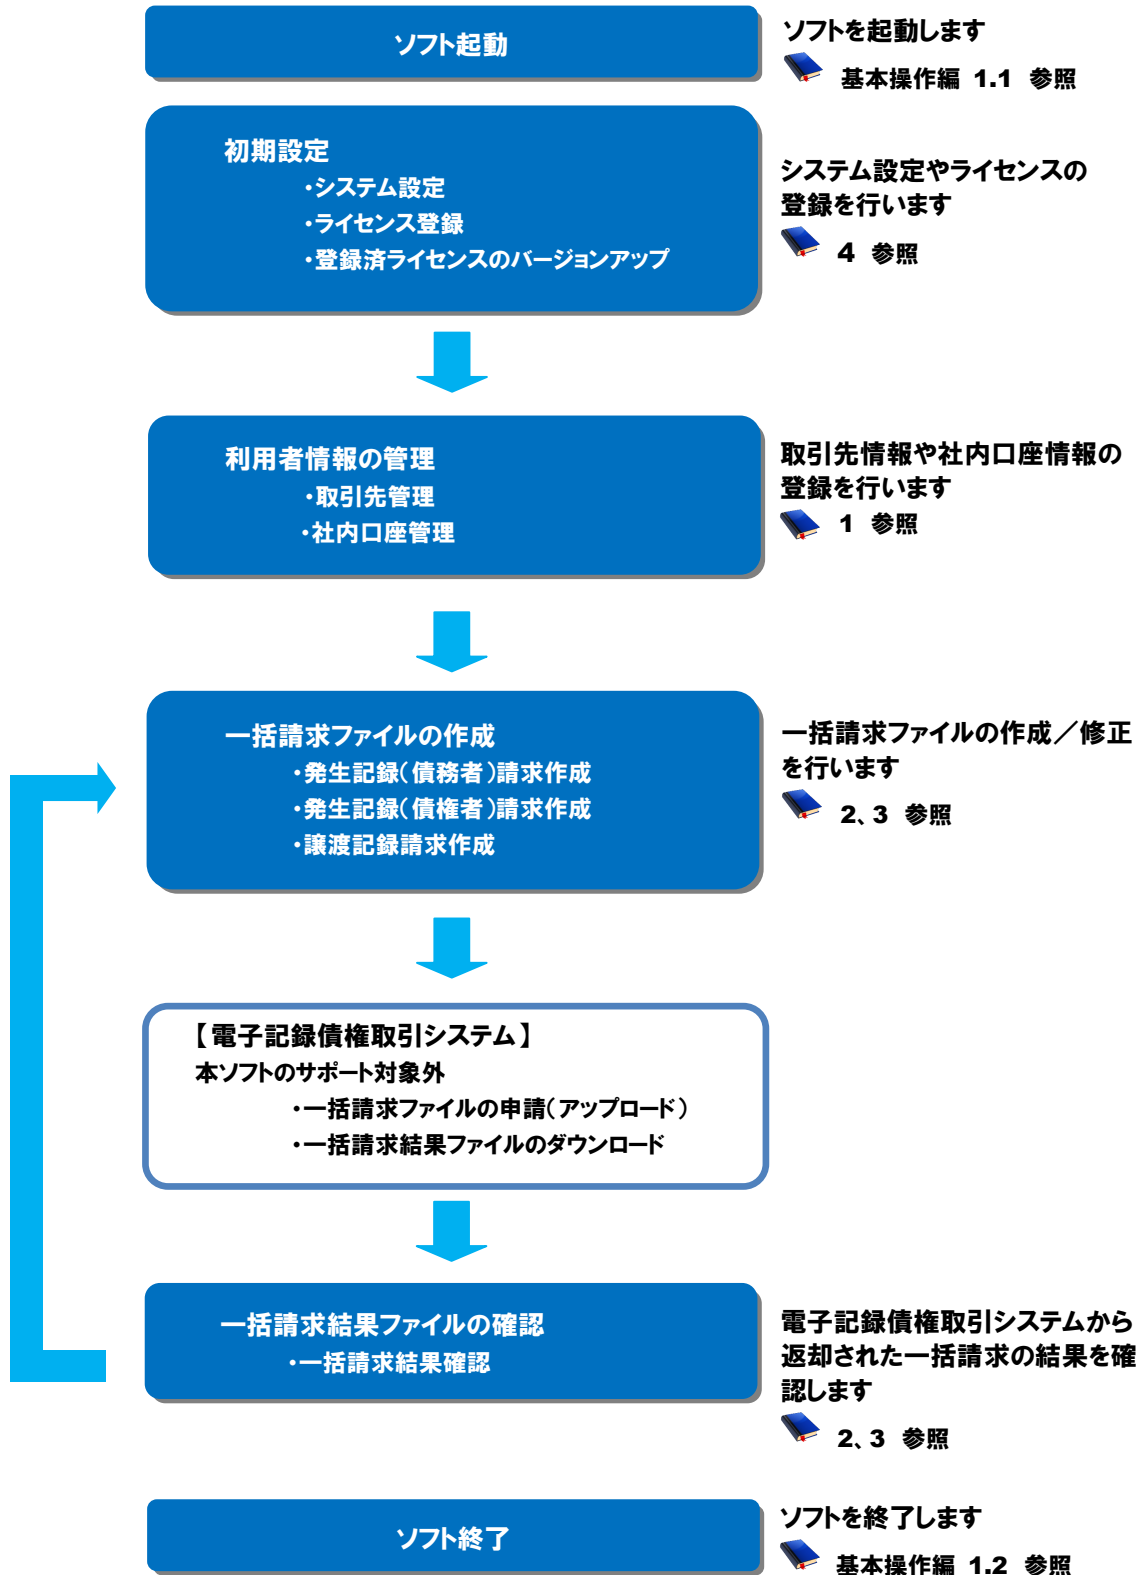 ソフト起動
ソフトを起動します
基本操作編 1.1 参照
初期設定
・システム設定
・ライセンス登録
・登録済ライセンスのバージョンアップ
システム設定やライセンスの
登録を行います
4 参照
利用者情報の管理
・取引先管理
・社内口座管理
取引先情報や社内口座情報の
登録を行います
1 参照
一括請求ファイルの作成
・発生記録(債務者)請求作成
・発生記録(債権者)請求作成
・譲渡記録請求作成
一括請求ファイルの作成／修正
を行います
2、3 参照
【電子記録債権取引システム】
本ソフトのサポート対象外
・一括請求ファイルの申請(アップロード)
・一括請求結果ファイルのダウンロード
一括請求結果ファイルの確認
・一括請求結果確認
電子記録債権取引システムから
返却された一括請求の結果を確
認します
2、3 参照
ソフト終了
ソフトを終了します
基本操作編 1.2 参照